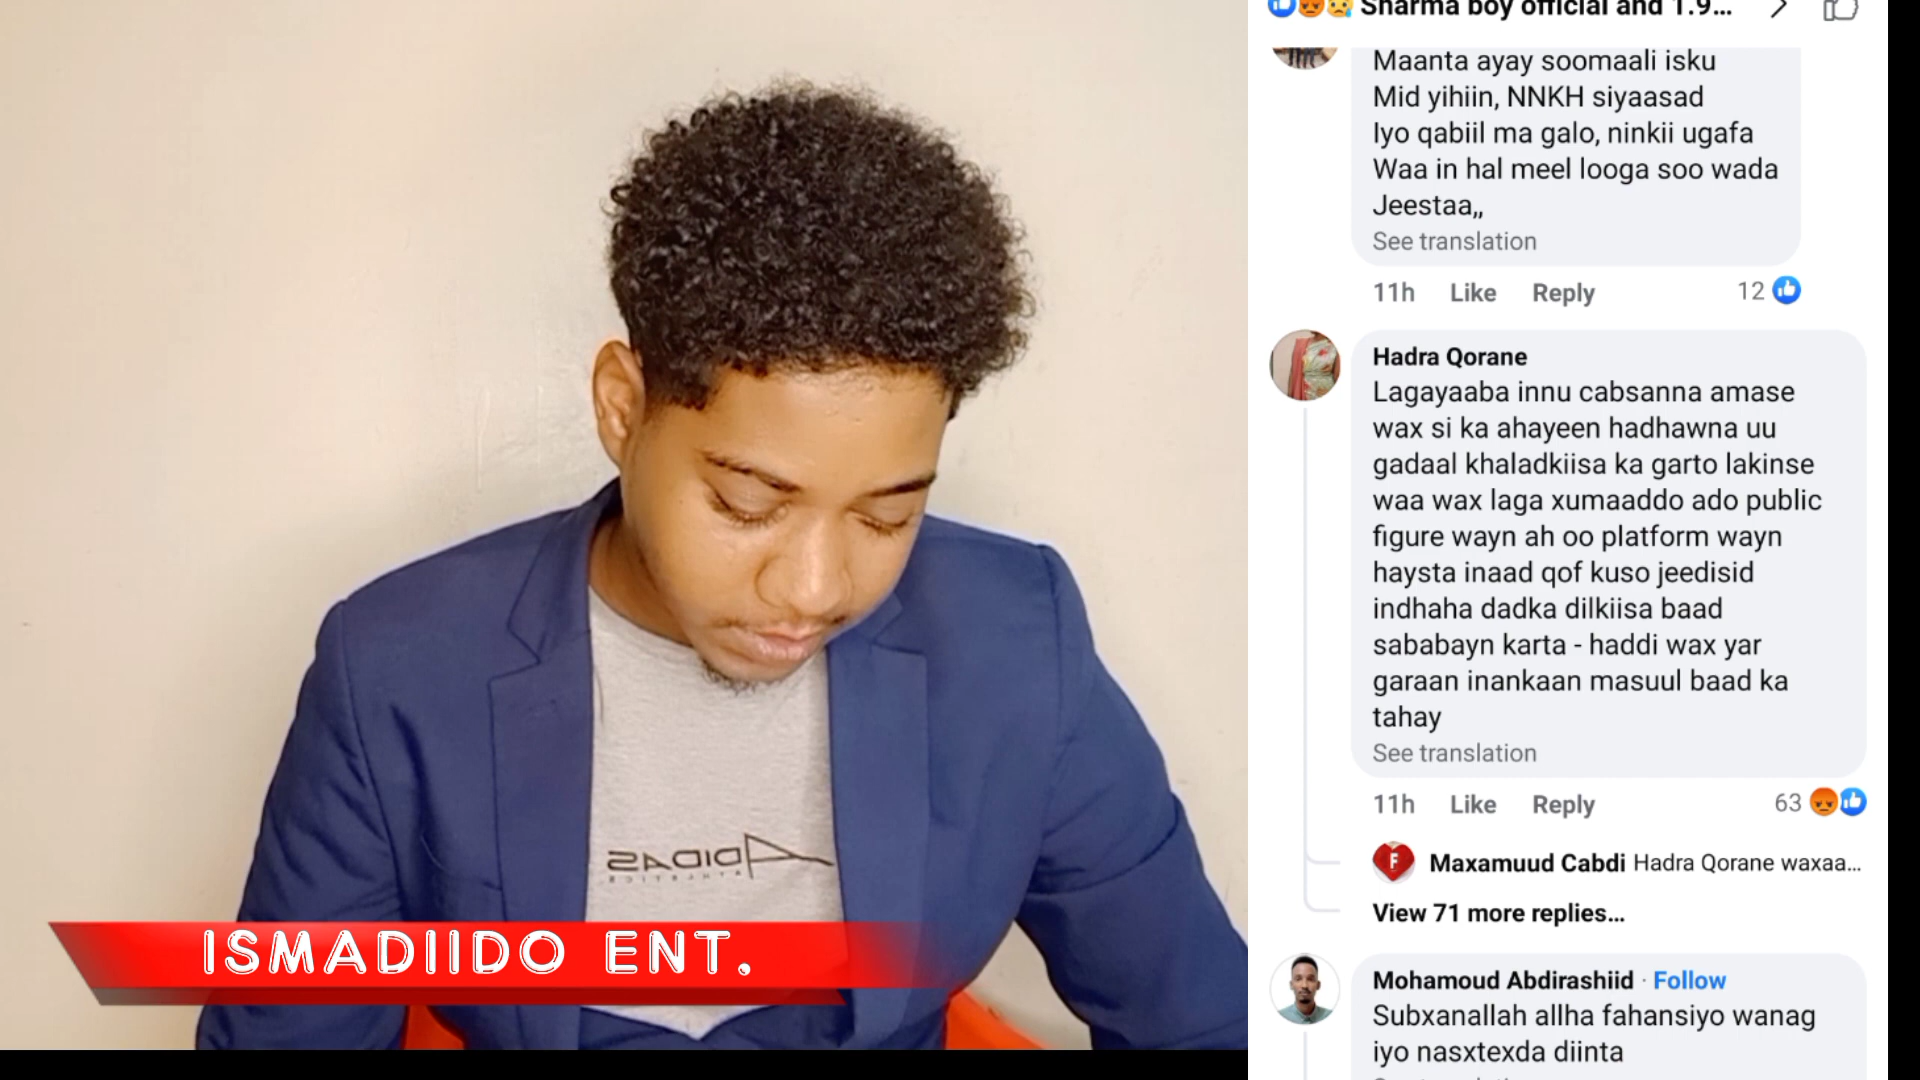 ADIDAS
ISMADIIDO ENT.
Sharma boy official and 1.9...
Maanta ayay soomaali isku
Mid yihiin, NNKH siyaasad
Iyo qabiil ma galo, ninkii ugafa
Waa in hal meel looga soo wada
Jeestaa,,
See translation
11h Like Reply 12
Hadra Qorane
Lagayaaba innu cabsanna amase
wax si ka ahayeen hadhawna uu
gadaal khaladkiisa ka garto lakinse
waa wax laga xumaaddo ado public
figure wayn ah oo platform wayn
haysta inaad qof kuso jeedisid
indhaha dadka dilkiisa baad
sababayn karta - haddi wax yar
garaan inankaan masuul baad ka
tahay
See translation
11h Like Reply 63
F
Maxamuud Cabdi Hadra Qorane waxaa...
View 71 more replies...
Mohamoud Abdirashiid · Follow
Subxanallah allha fahansiyo wanag
iyo nasxtexda diinta